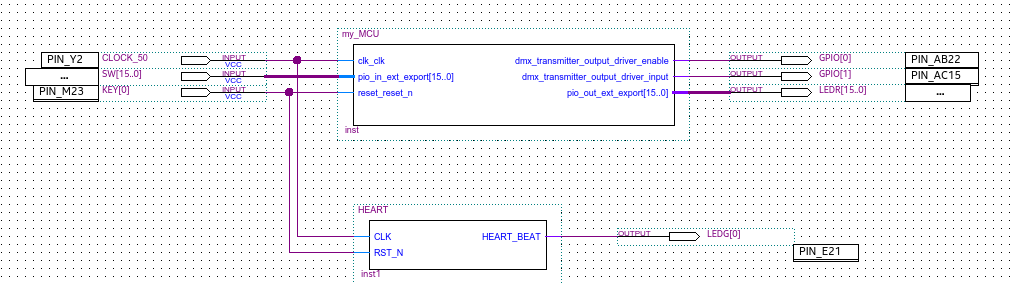 my_MCU
PIN_Y2 CLOCK_50 INPUT VCC clk_clk dmx_transmitter_output_driver_enable OUTPUT GPIO[0] PIN_AB22
... SW[15..0] INPUT VCC pio_in_ext_export[15..0] dmx_transmitter_output_driver_input GPIO[1] PIN_AC15
PIN_M23 KEY[0] INPUT VCC reset_reset_n pio_out_ext_export[15..0] OUTPUT LEDR[15..0] ...
inst
HEART
CLK HEART_BEAT OUTPUT LEDG[0]
RST_N PIN_E21
inst1